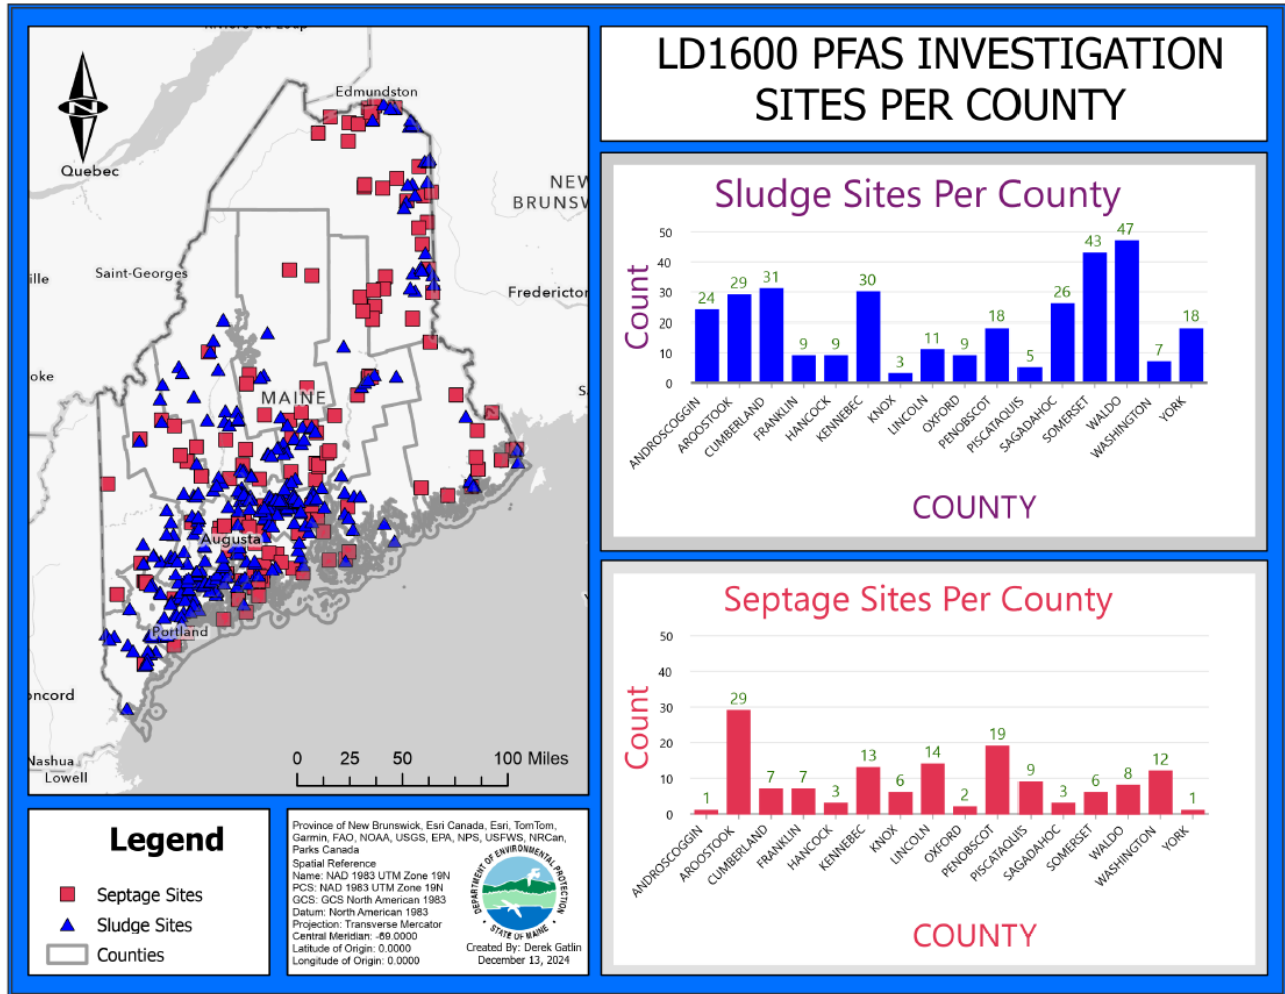 LD1600 PFAS INVESTIGATION
SITES PER COUNTY
Edmundston
Quebec
NEW
BRUNSW
Saint-Georges
ville
Fredericton
oke
MAINE
Augusta
Portland
oncord
Nashua
Lowell
0 25 50 100 Miles
N
Sludge Sites Per County
Count
50
40
30
20
10
0
24 29 31 9 9 30 3 11 9 18 5 26 43 47 7 18
ANDROSCOGGIN
AROOSTOOK
CUMBERLAND
FRANKLIN
HANCOCK
KENNEBEC
KNOX
LINCOLN
OXFORD
PENOBSCOT
PISCATAQUIS
SAGADAHOC
SOMERSET
WALDO
WASHINGTON
YORK
COUNTY
Septage Sites Per County
Count
50
40
30
20
10
0
1 29 7 7 3 13 6 14 2 19 9 3 6 8 12 1
ANDROSCOGGIN
AROOSTOOK
CUMBERLAND
FRANKLIN
HANCOCK
KENNEBEC
KNOX
LINCOLN
OXFORD
PENOBSCOT
PISCATAQUIS
SAGADAHOC
SOMERSET
WALDO
WASHINGTON
YORK
COUNTY
Legend
Septage Sites
Sludge Sites
Counties
Province of New Brunswick, Esri Canada, Esri, TomTom,
Garmin, FAO, NOAA, USGS, EPA, NPS, USFWS, NRCan,
Parks Canada
Spatial Reference
Name: NAD 1983 UTM Zone 19N
PCS: NAD 1983 UTM Zone 19N
GCS: GCS North American 1983
Datum: North American 1983
Projection: Transverse Mercator
Central Meridian: -69.0000
Latitude of Origin: 0.0000
Longitude of Origin: 0.0000
DEPARTMENT OF ENVIRONMENTAL PROTECTION
STATE OF MAINE
Created By: Derek Gatlin
December 13, 2024